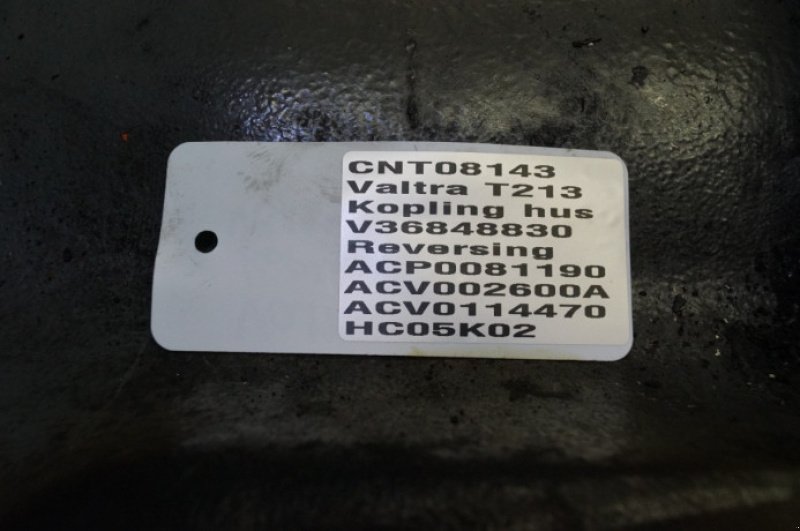 CNT08143
Valtra T213
Kopling hus
V36848830
Reversing
ACP0081190
ACV002600A
ACV0114470
HC05K02